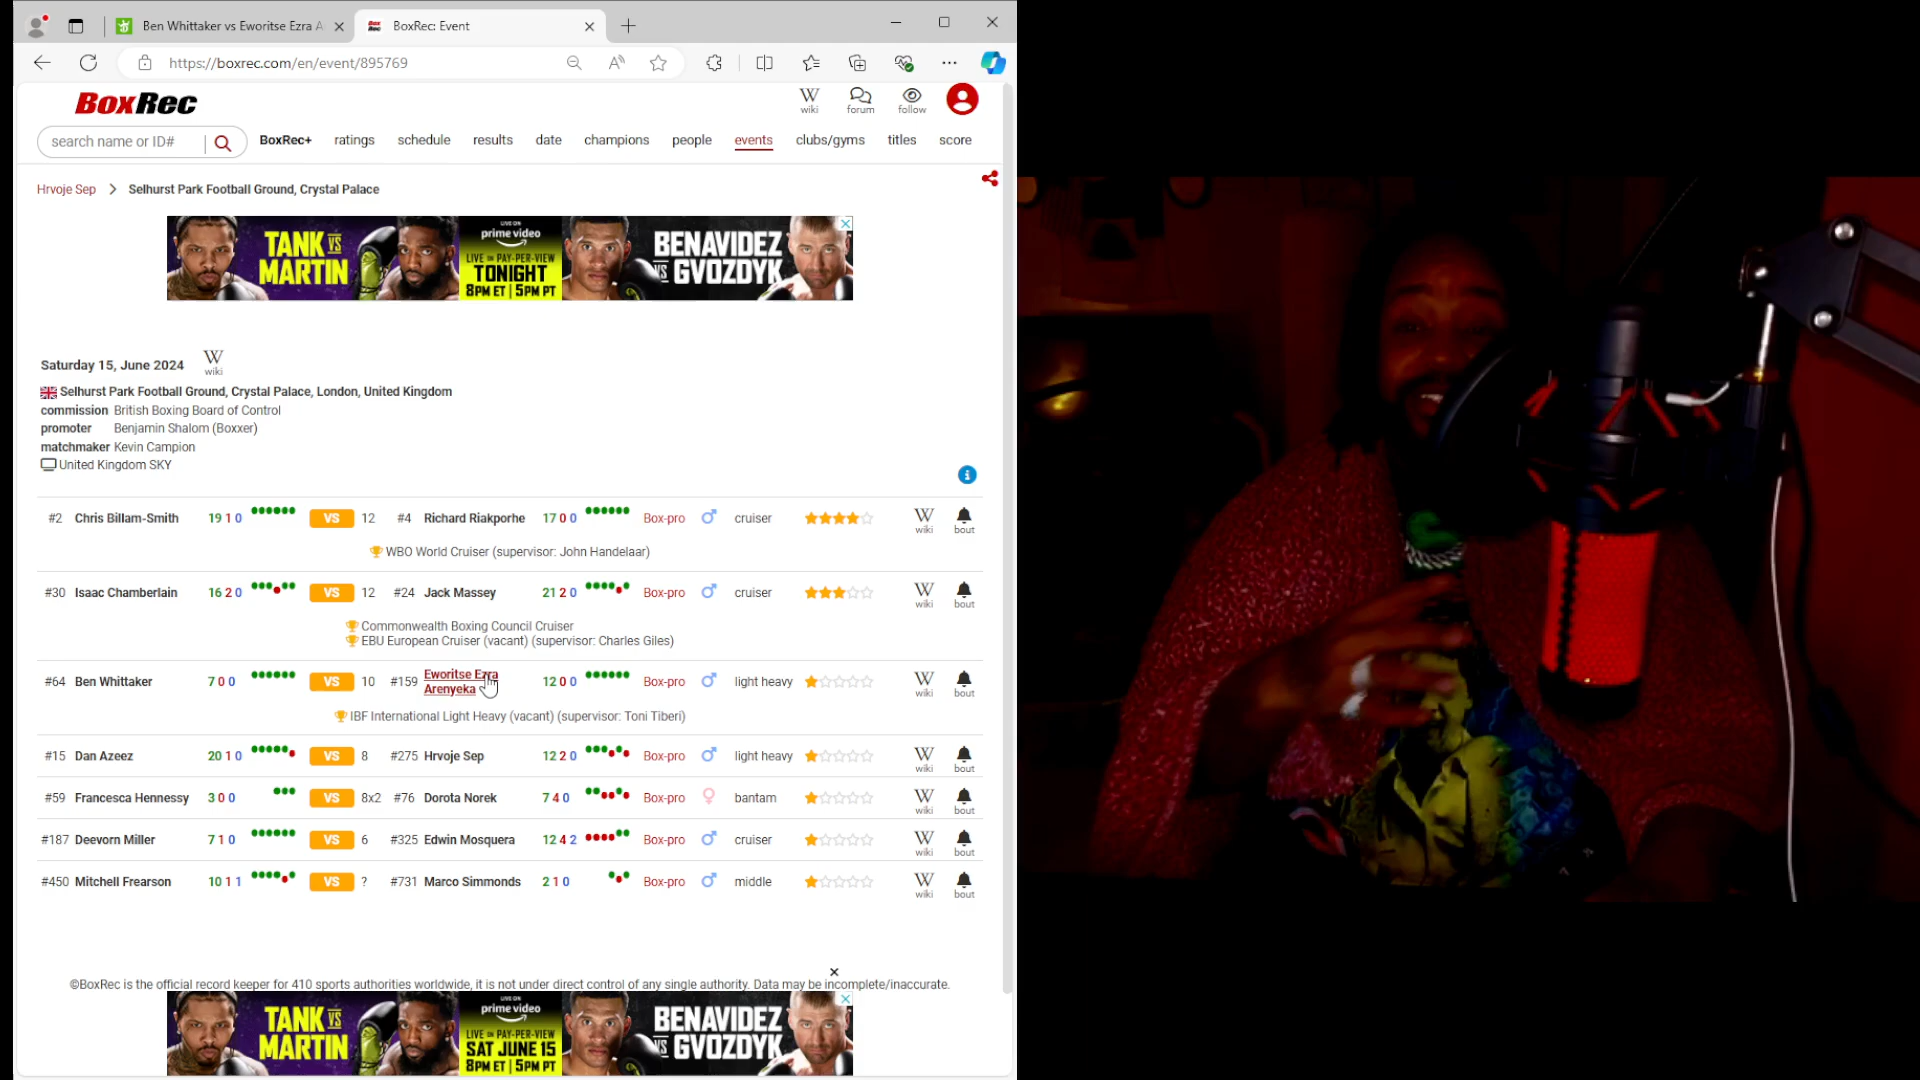 Ben Whittaker vs Eworitse Ezra A
BoxRec: Event
https://boxrec.com/en/event/895769
BoxRec
wiki
forum
follow
search name or ID#
BoxRec+
ratings
schedule
results
date
champions
people
events
clubs/gyms
titles
score
Hrvoje Sep > Selhurst Park Football Ground, Crystal Palace
TANK VS MARTIN
LIVE ON prime video
LIVE ON PAY-PER-VIEW
TONIGHT
8PM ET | 5PM PT
BENAVIDEZ VS GVOZDYK
Saturday 15, June 2024
W
wiki
Selhurst Park Football Ground, Crystal Palace, London, United Kingdom
commission British Boxing Board of Control
promoter Benjamin Shalom (Boxxer)
matchmaker Kevin Campion
United Kingdom SKY
#2 Chris Billam-Smith 19 1 0 VS 12 #4 Richard Riakporhe 17 0 0 Box-pro cruiser W wiki bout
WBO World Cruiser (supervisor: John Handelaar)
#30 Isaac Chamberlain 16 2 0 VS 12 #24 Jack Massey 21 2 0 Box-pro cruiser W wiki bout
Commonwealth Boxing Council Cruiser
EBU European Cruiser (vacant) (supervisor: Charles Giles)
#64 Ben Whittaker 7 0 0 VS 10 #159 Eworitse Ezra Arenyeka 12 0 0 Box-pro light heavy W wiki bout
IBF International Light Heavy (vacant) (supervisor: Toni Tiberi)
#15 Dan Azeez 20 1 0 VS 8 #275 Hrvoje Sep 12 2 0 Box-pro light heavy W wiki bout
#59 Francesca Hennessy 3 0 0 VS 8x2 #76 Dorota Norek 7 4 0 Box-pro bantam W wiki bout
#187 Deevorn Miller 7 1 0 VS 6 #325 Edwin Mosquera 12 4 2 Box-pro cruiser W wiki bout
#450 Mitchell Frearson 10 1 1 VS ? #731 Marco Simmonds 2 1 0 Box-pro middle W wiki bout
©BoxRec is the official record keeper for 410 sports authorities worldwide, it is not under direct control of any single authority. Data may be incomplete/inaccurate.
TANK VS MARTIN
LIVE ON prime video
LIVE ON PAY-PER-VIEW
SAT JUNE 15
8PM ET | 5PM PT
BENAVIDEZ VS GVOZDYK